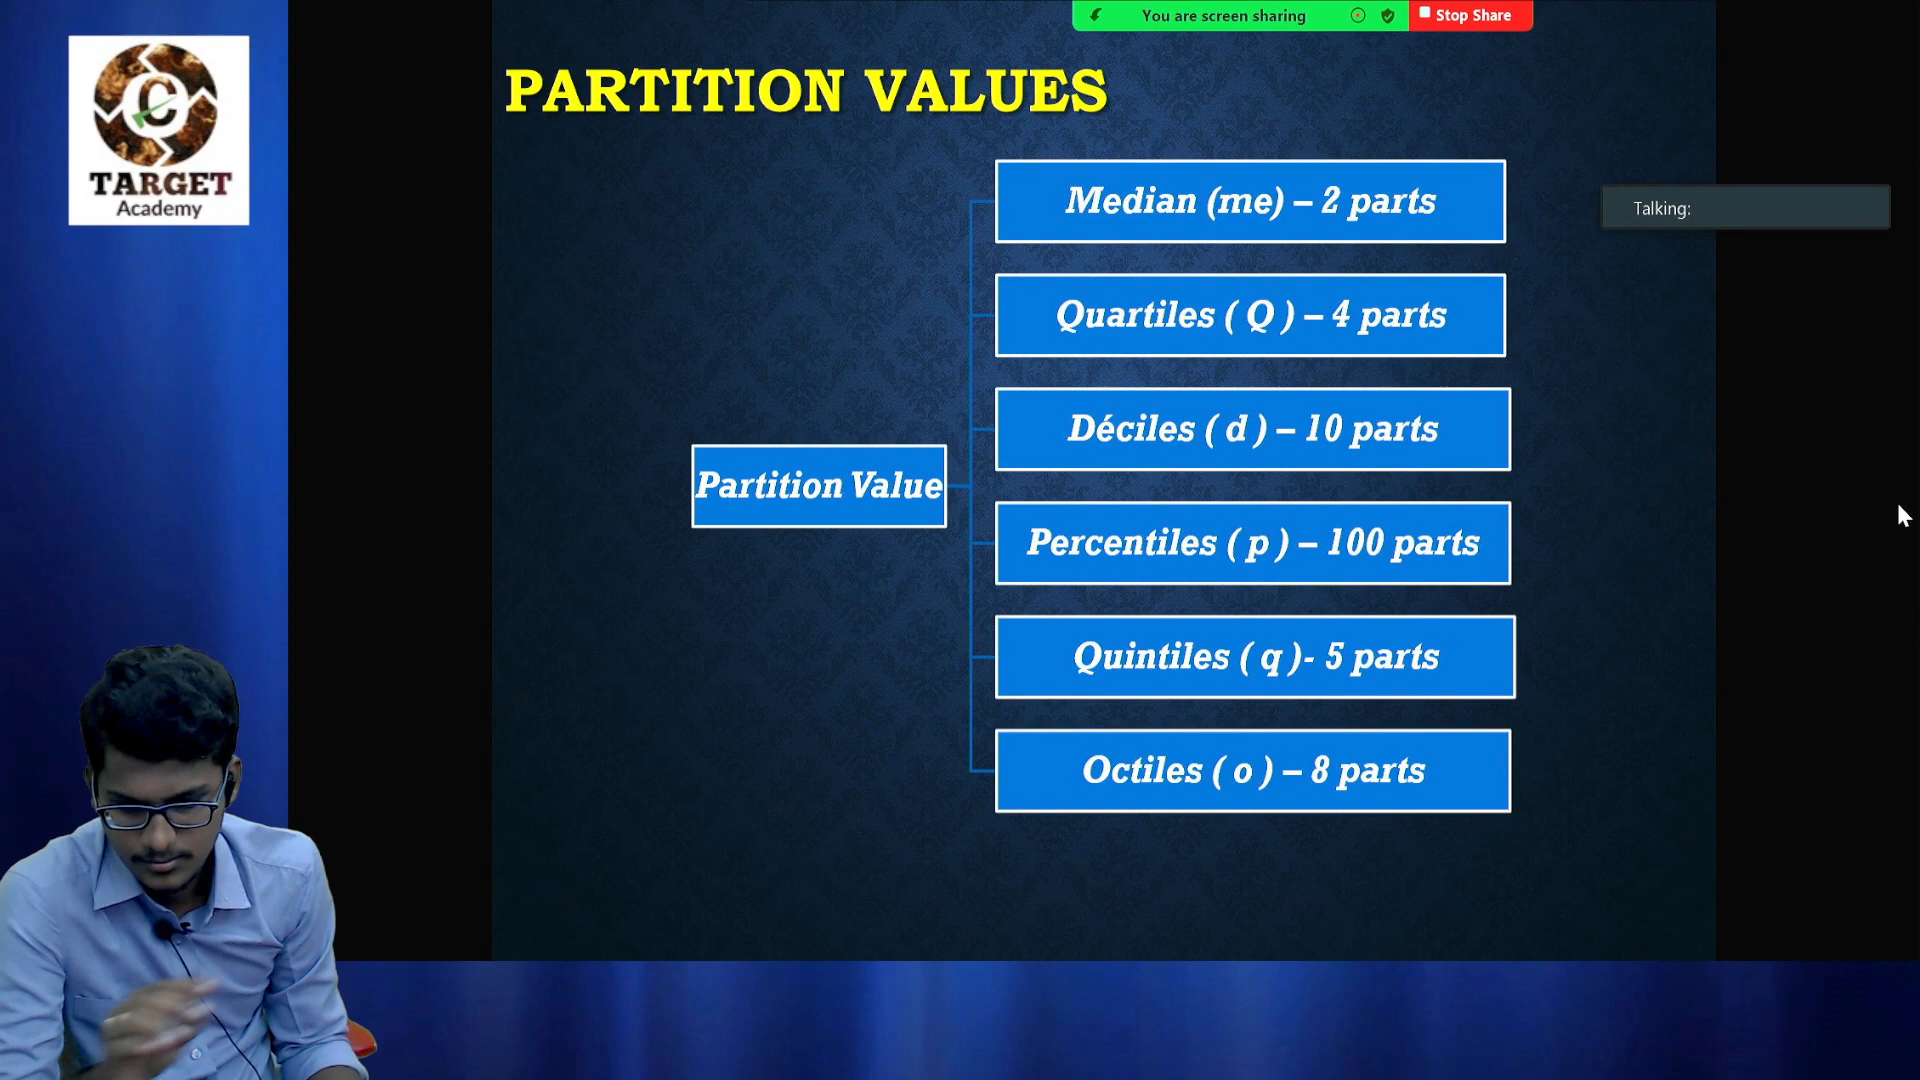 You are screen sharing
Stop Share
TARGET
Academy
PARTITION VALUES
Talking:
Partition Value
Median (me) – 2 parts
Quartiles ( Q ) – 4 parts
Déciles ( d ) – 10 parts
Percentiles ( p ) – 100 parts
Quintiles ( q )- 5 parts
Octiles ( o ) – 8 parts